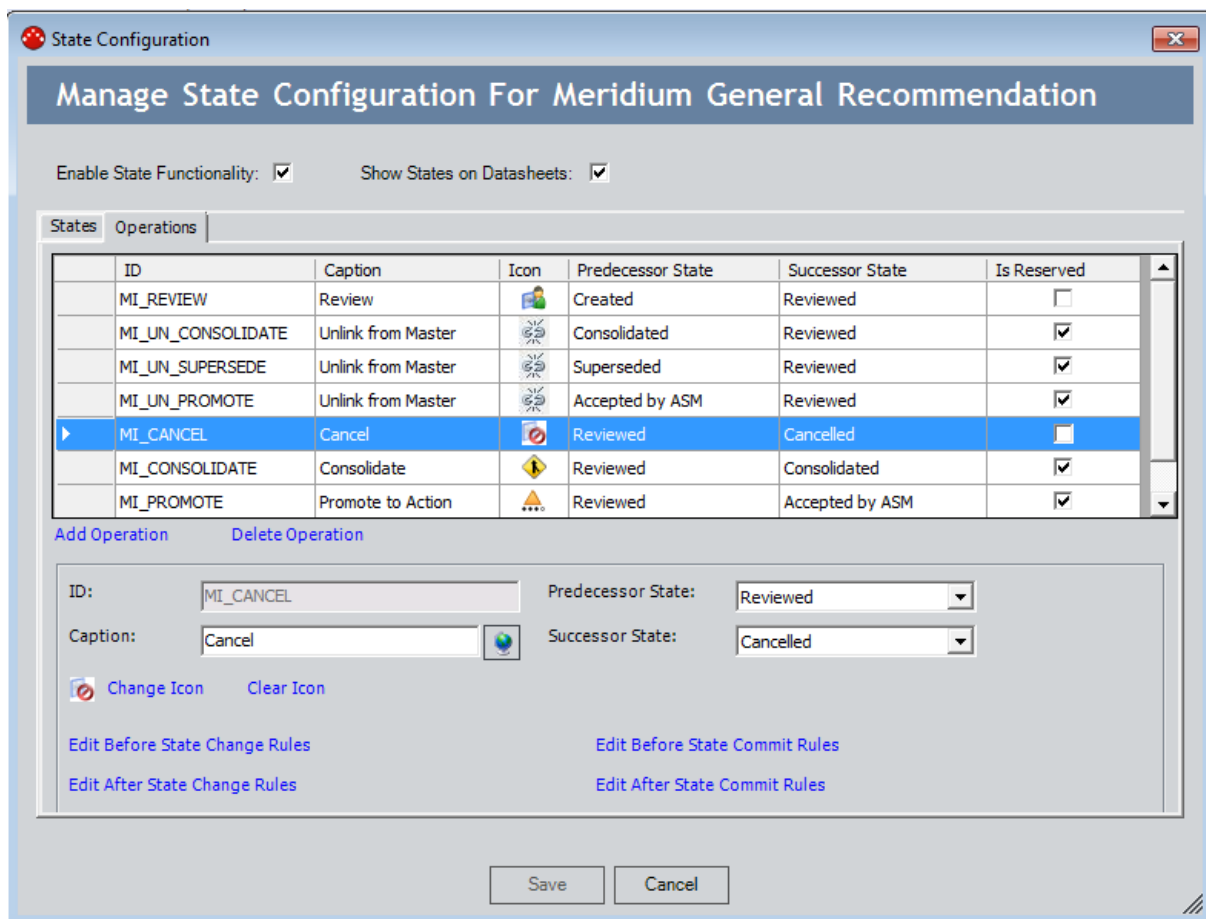 State Configuration
Manage State Configuration For Meridium General Recommendation
Enable State Functionality: Show States on Datasheets:
States Operations
ID Caption Icon Predecessor State Successor State Is Reserved
MI_REVIEW Review Created Reviewed
MI_UN_CONSOLIDATE Unlink from Master Consolidated Reviewed
MI_UN_SUPERSEDE Unlink from Master Superseded Reviewed
MI_UN_PROMOTE Unlink from Master Accepted by ASM Reviewed
MI_CANCEL Cancel Reviewed Cancelled
MI_CONSOLIDATE Consolidate Reviewed Consolidated
MI_PROMOTE Promote to Action Reviewed Accepted by ASM
Add Operation Delete Operation
ID: MI_CANCEL Predecessor State: Reviewed
Caption: Cancel Successor State: Cancelled
Change Icon Clear Icon
Edit Before State Change Rules Edit Before State Commit Rules
Edit After State Change Rules Edit After State Commit Rules
Save Cancel